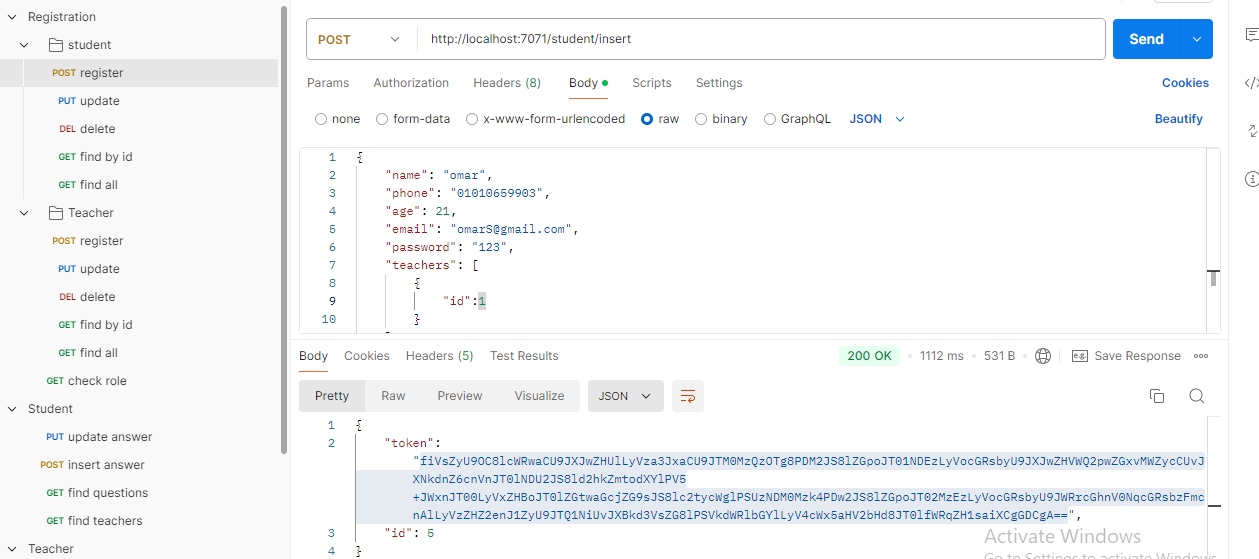 Registration
student
POST register
PUT update
DEL delete
GET find by id
GET find all
Teacher
POST register
PUT update
DEL delete
GET find by id
GET find all
GET check role
Student
PUT update answer
POST insert answer
GET find questions
GET find teachers
Teacher
POST http://localhost:7071/student/insert Send
Params Authorization Headers (8) Body Scripts Settings Cookies
none form-data x-www-form-urlencoded raw binary GraphQL JSON Beautify
1 {
2 "name": "omar",
3 "phone": "01010659903",
4 "age": 21,
5 "email": "omarS@gmail.com",
6 "password": "123",
7 "teachers": [
8 {
9 "id":1
10 }
Body Cookies Headers (5) Test Results 200 OK 1112 ms 531 B e.g. Save Response
Pretty Raw Preview Visualize JSON
1 {
2 "token":
3 "id": 5
4 }
Activate Windows
Go to Settings to activate Windows